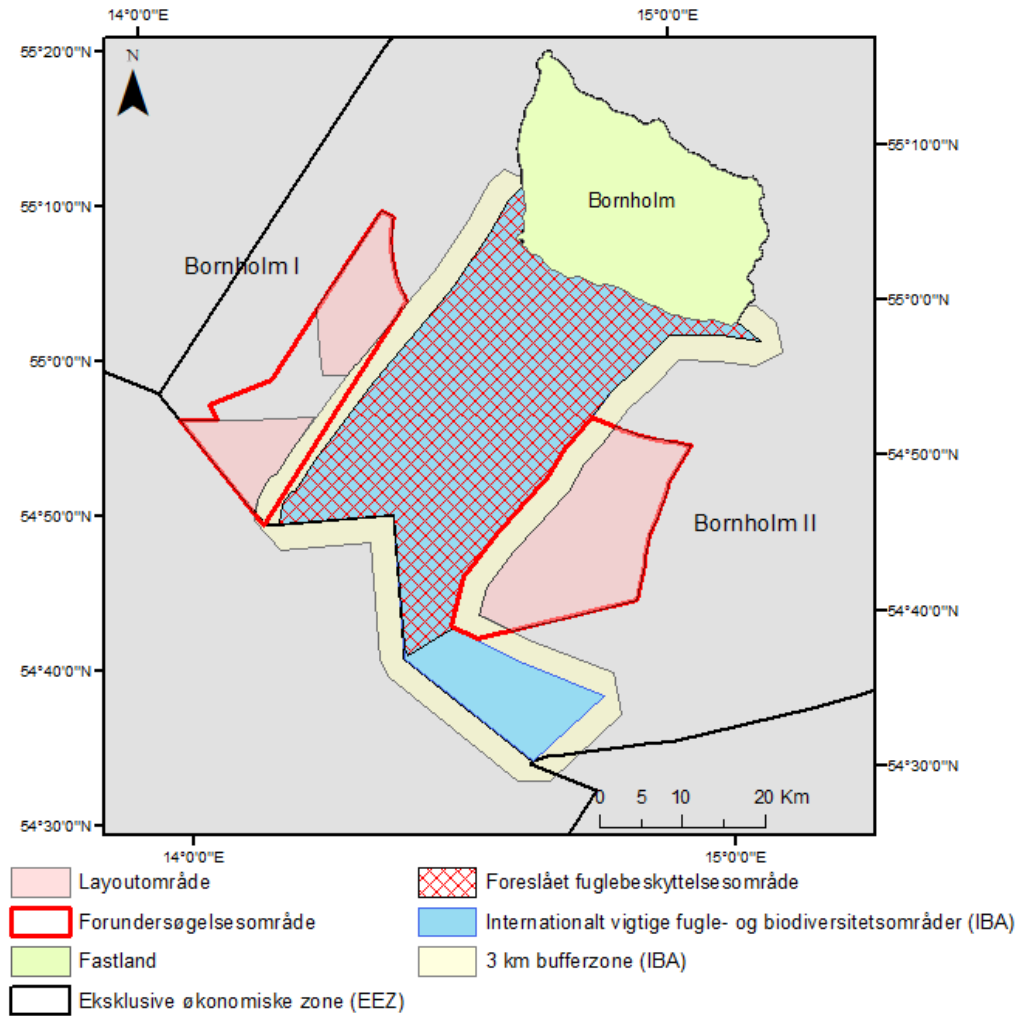 14°0'0"E 15°0'0"E
55°20'0"N
N
55°10'0"N
Bornholm
55°10'0"N
Bornholm I
55°0'0"N
55°0'0"N
54°50'0"N
54°50'0"N
Bornholm II
54°40'0"N
54°40'0"N
54°30'0"N
0 5 10 20 Km
54°30'0"N
14°0'0"E 15°0'0"E
Layoutområde
Foreslået fuglebeskyttelsesområde
Forundersøgelsesområde
Internationalt vigtige fugle- og biodiversitetsområder (IBA)
Fastland
3 km bufferzone (IBA)
Eksklusive økonomiske zone (EEZ)